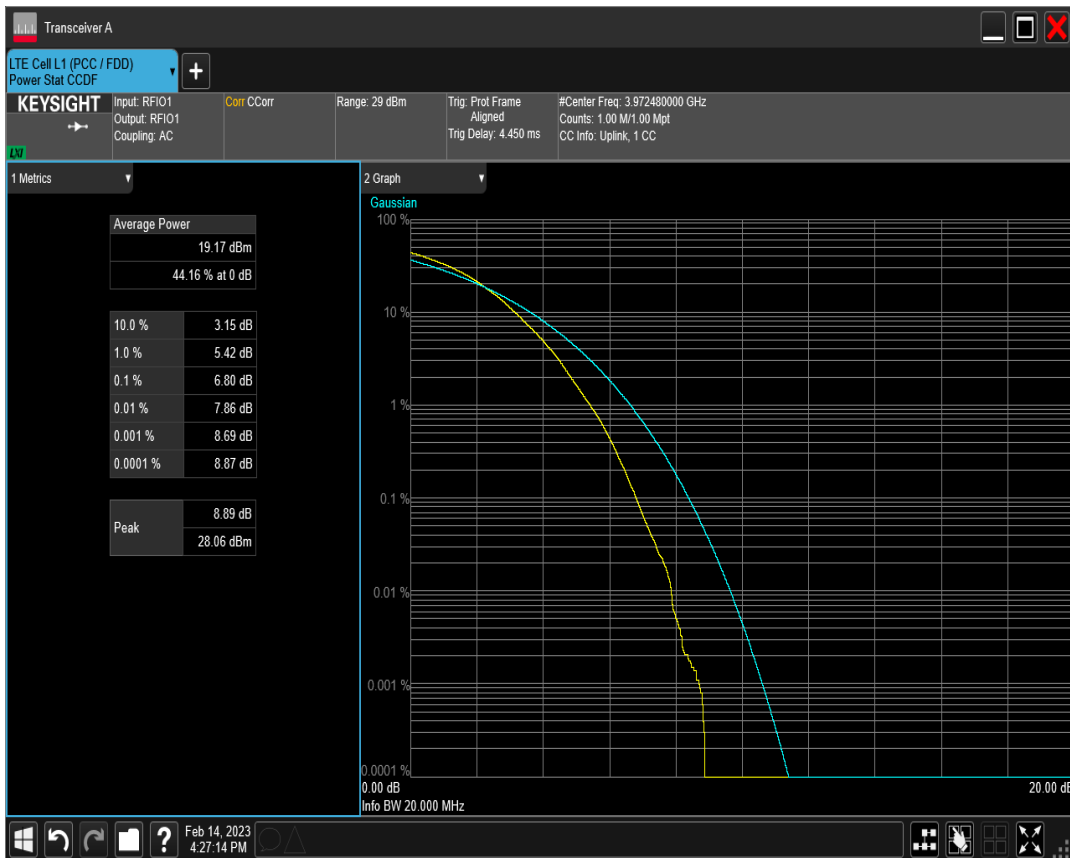 Transceiver A
LTE Cell L1 (PCC / FDD)
Power Stat CCDF
KEYSIGHT
LXI
Input: RFIO1
Output: RFIO1
Coupling: AC
Corr CCorr
Range: 29 dBm
Trig: Prot Frame
Aligned
Trig Delay: 4.450 ms
#Center Freq: 3.972480000 GHz
Counts: 1.00 M/1.00 Mpt
CC Info: Uplink, 1 CC
1 Metrics
Average Power
19.17 dBm
44.16 % at 0 dB
10.0 % 3.15 dB
1.0 % 5.42 dB
0.1 % 6.80 dB
0.01 % 7.86 dB
0.001 % 8.69 dB
0.0001 % 8.87 dB
Peak
8.89 dB
28.06 dBm
2 Graph
Gaussian
100 %
10 %
1 %
0.1 %
0.01 %
0.001 %
0.0001 %
0.00 dB 20.00 dB
Info BW 20.000 MHz
? Feb 14, 2023
4:27:14 PM